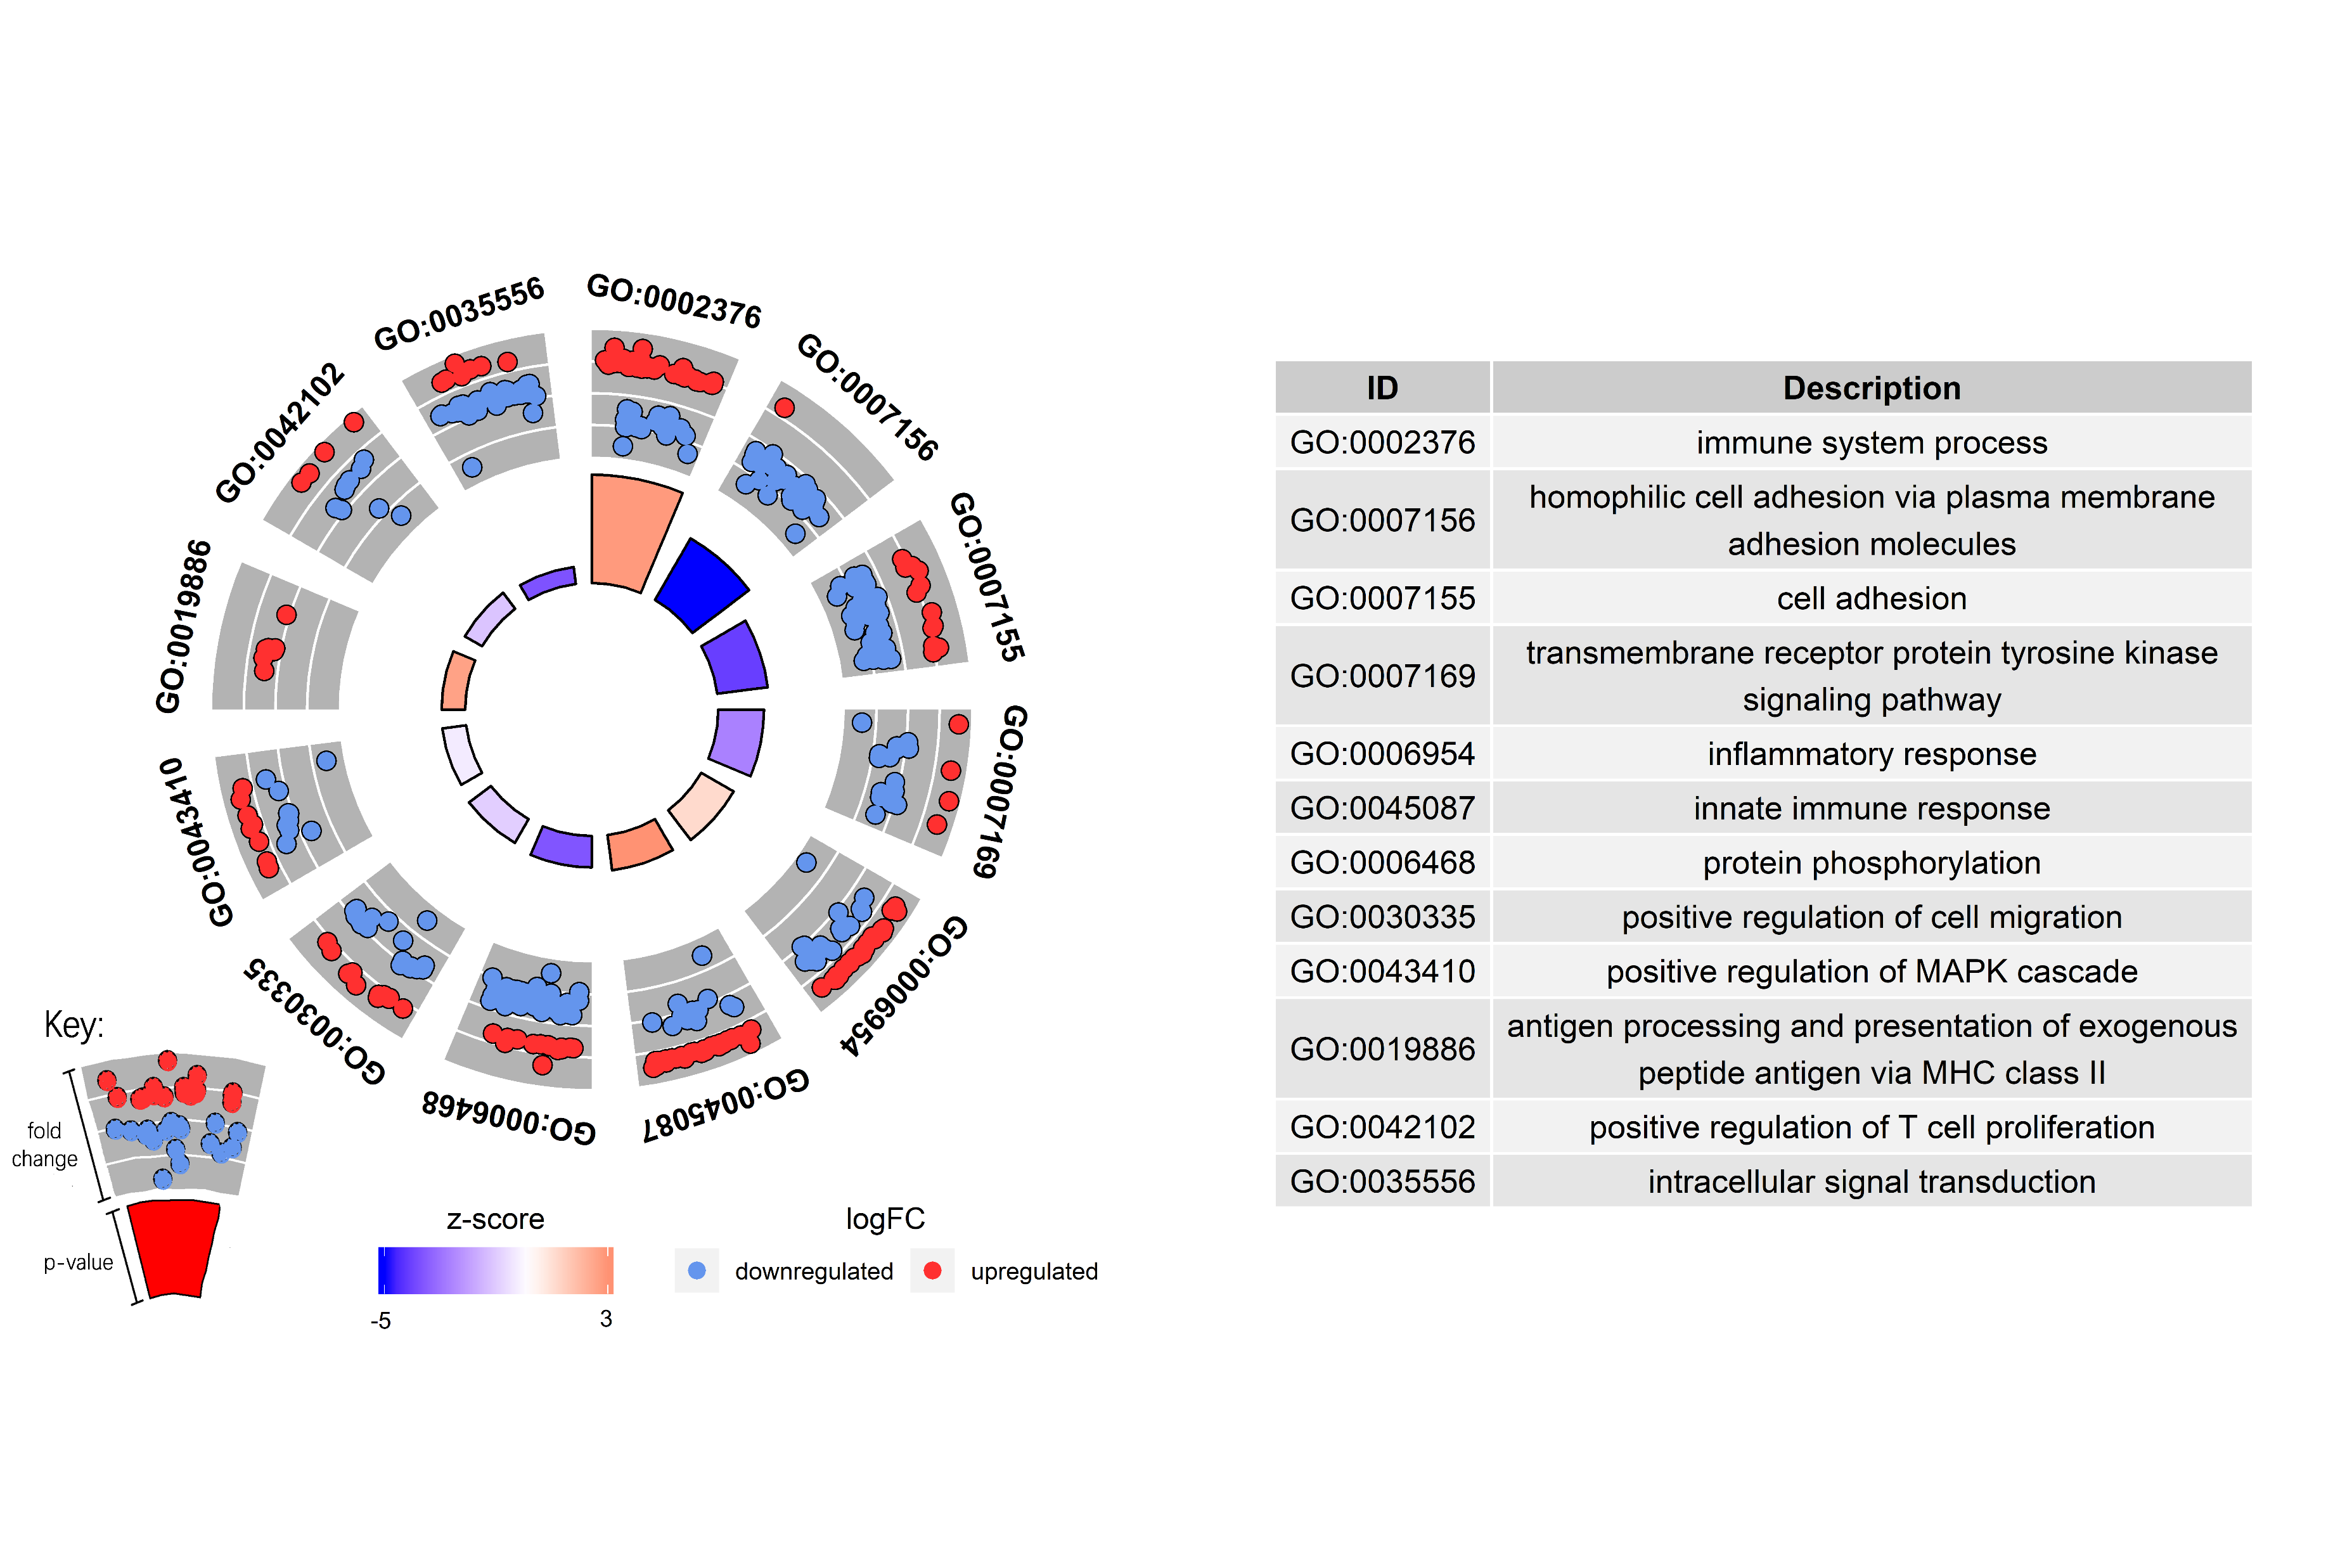 GO:0002376
GO:0007156
GO:0007155
GO:0007169
GO:0006954
GO:0045087
GO:0006468
GO:0030335
GO:0043410
GO:0019886
GO:0042102
GO:0035556
Key:
fold
change
p-value
z-score
-5
3
logFC
downregulated
upregulated
ID Description
GO:0002376 immune system process
GO:0007156 homophilic cell adhesion via plasma membrane
adhesion molecules
GO:0007155 cell adhesion
GO:0007169 transmembrane receptor protein tyrosine kinase
signaling pathway
GO:0006954 inflammatory response
GO:0045087 innate immune response
GO:0006468 protein phosphorylation
GO:0030335 positive regulation of cell migration
GO:0043410 positive regulation of MAPK cascade
GO:0019886 antigen processing and presentation of exogenous
peptide antigen via MHC class II
GO:0042102 positive regulation of T cell proliferation
GO:0035556 intracellular signal transduction